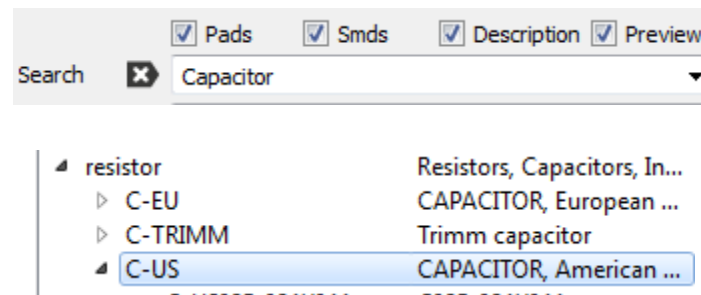 Pads Smds Description Preview
Search Capacitor
resistor Resistors, Capacitors, In...
C-EU CAPACITOR, European ...
C-TRIMM Trimm capacitor
C-US CAPACITOR, American ...